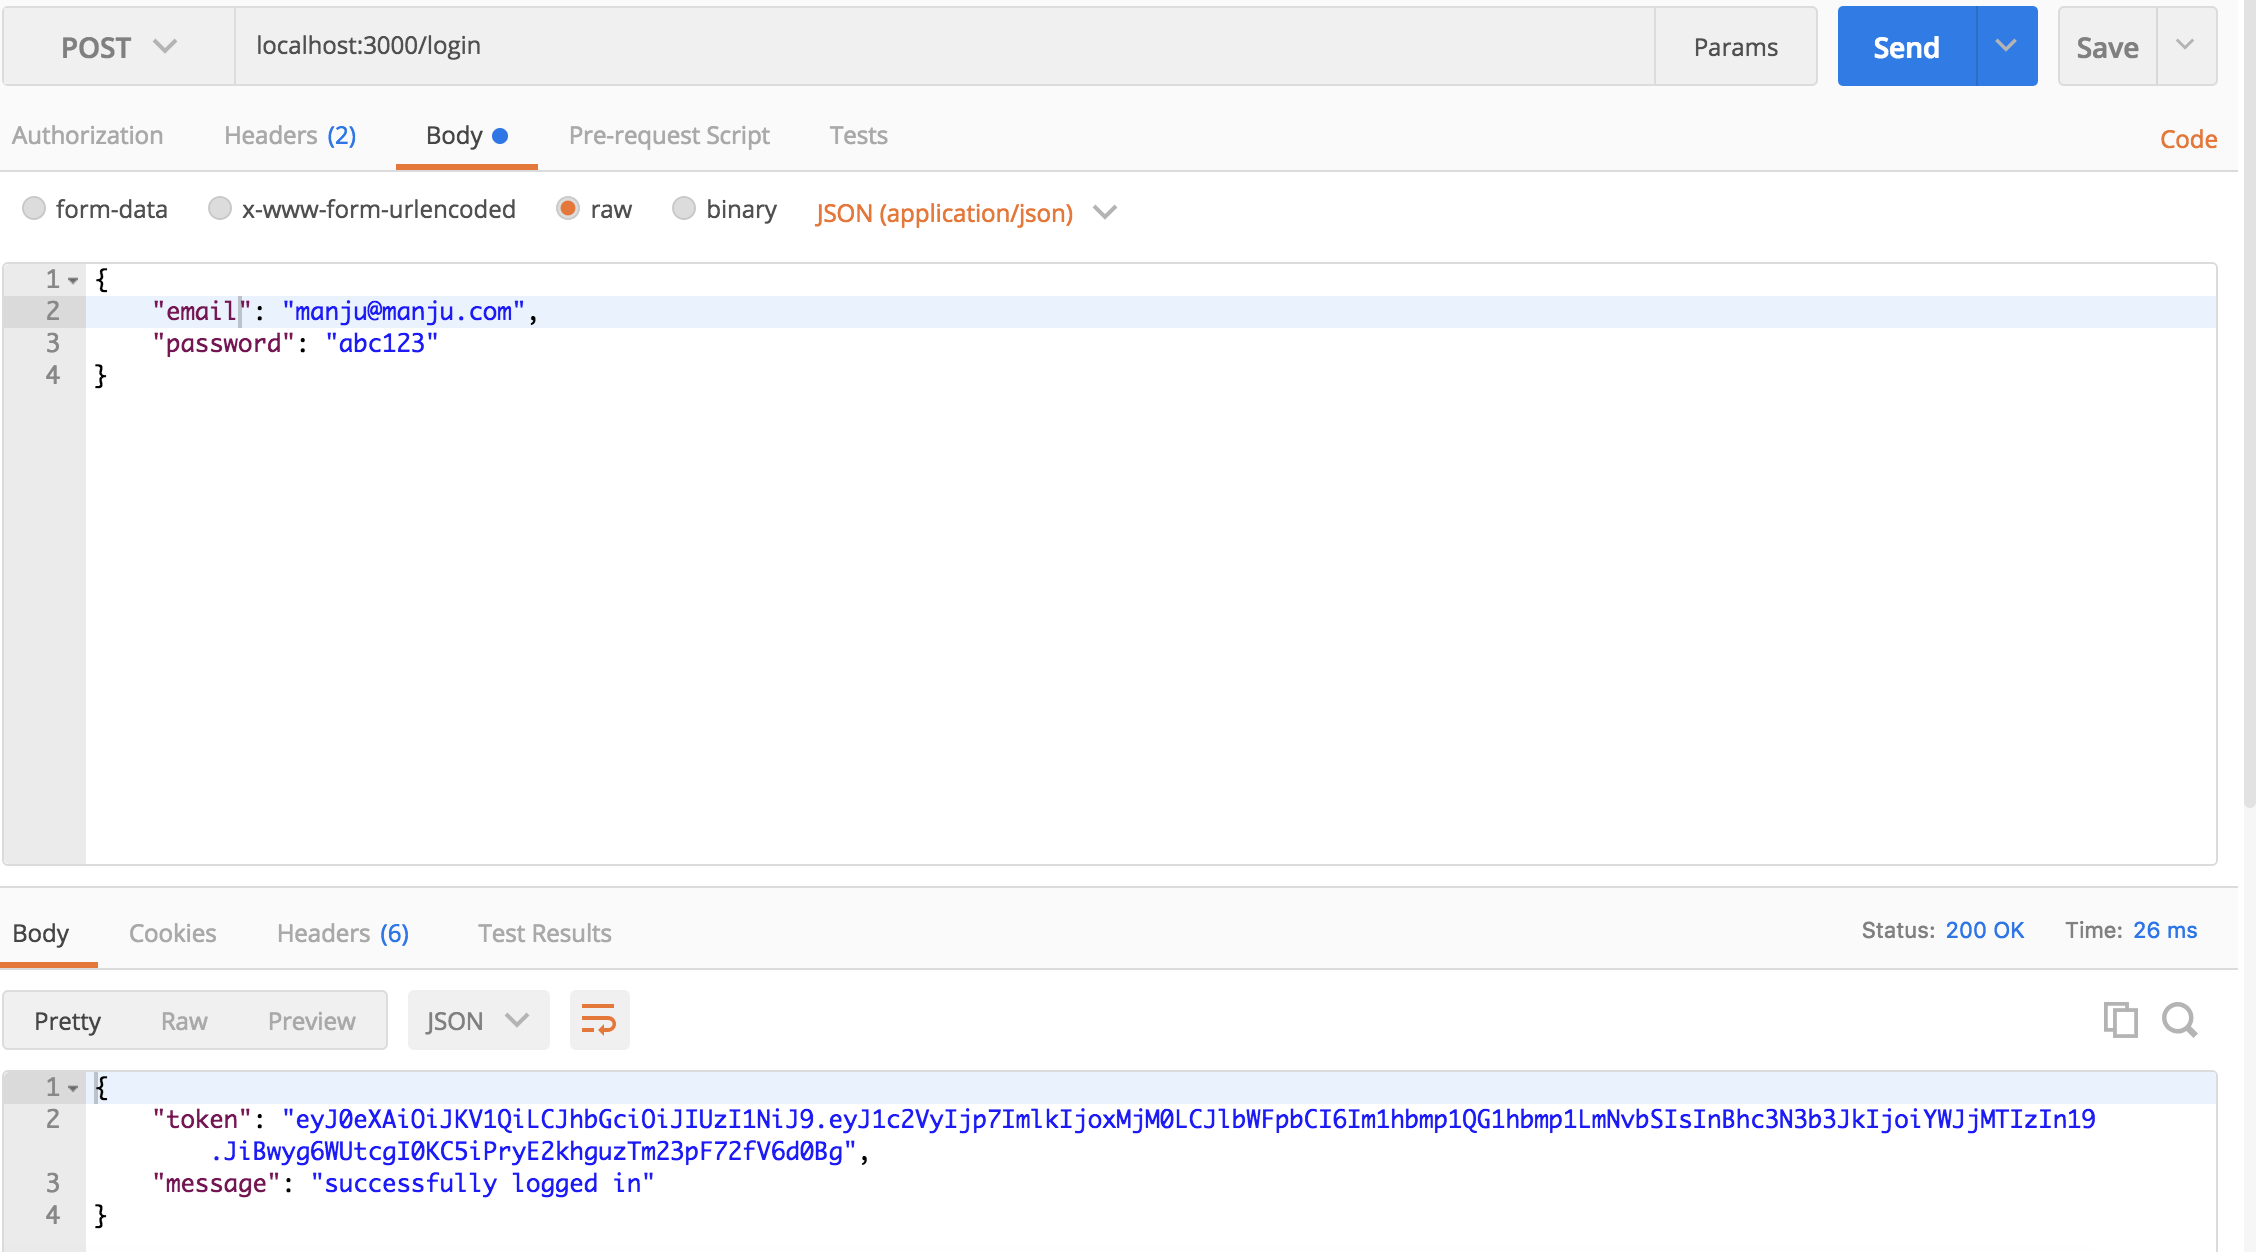 POST localhost:3000/login Params Send Save
Authorization Headers (2) Body Pre-request Script Tests Code
form-data x-www-form-urlencoded raw binary JSON (application/json)
1 {
2 "email": "manju@manju.com",
3 "password": "abc123"
4 }
Body Cookies Headers (6) Test Results Status: 200 OK Time: 26 ms
Pretty Raw Preview JSON
1 {
2 "token": "eyJ0eXAiOiJKV1QiLCJhbGciOiJIUzI1NiJ9.eyJ1c2VyIjp7ImlkIjoxMjM0LCJlbWFpbCI6Im1hbmp1QG1hbmp1LmNvbSIsInBhc3N3b3JkIjoiYWJjMTIzIn19
.JiBwyg6WUtcgI0KC5iPryE2khguzTm23pF72fV6d0Bg",
3 "message": "successfully logged in"
4 }